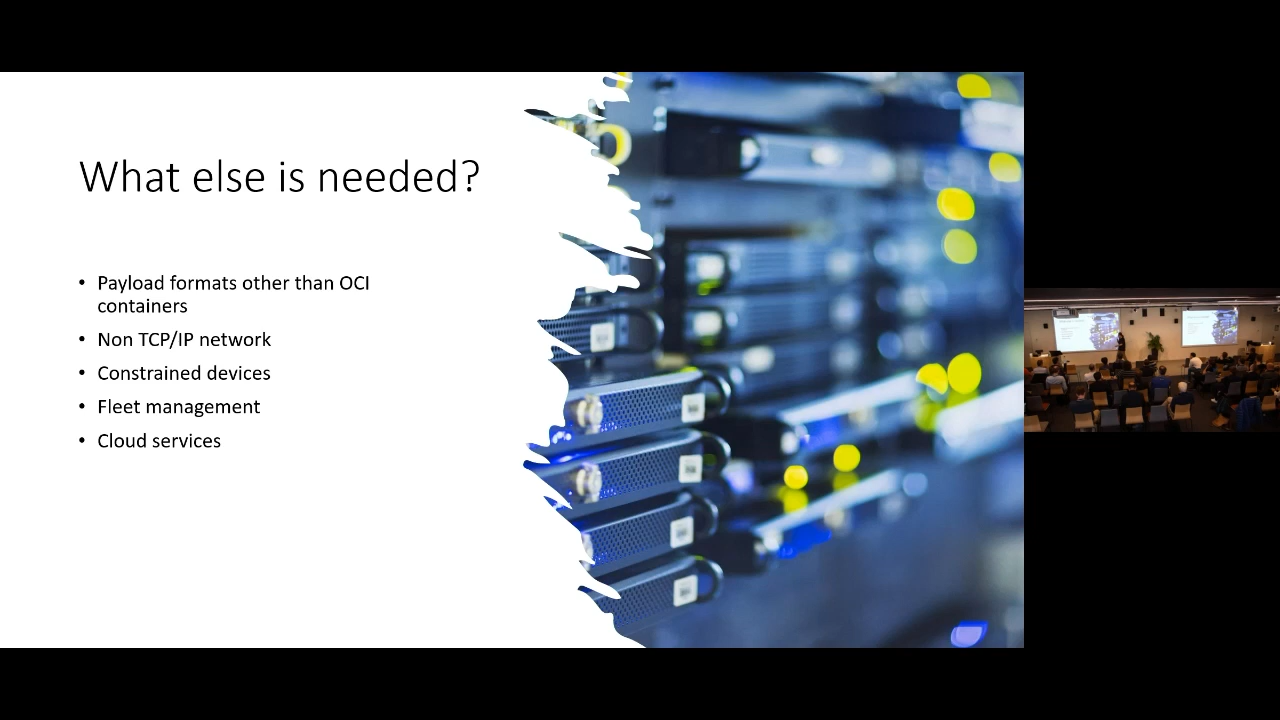 What else is needed?
• Payload formats other than OCI
containers
• Non TCP/IP network
• Constrained devices
• Fleet management
• Cloud services